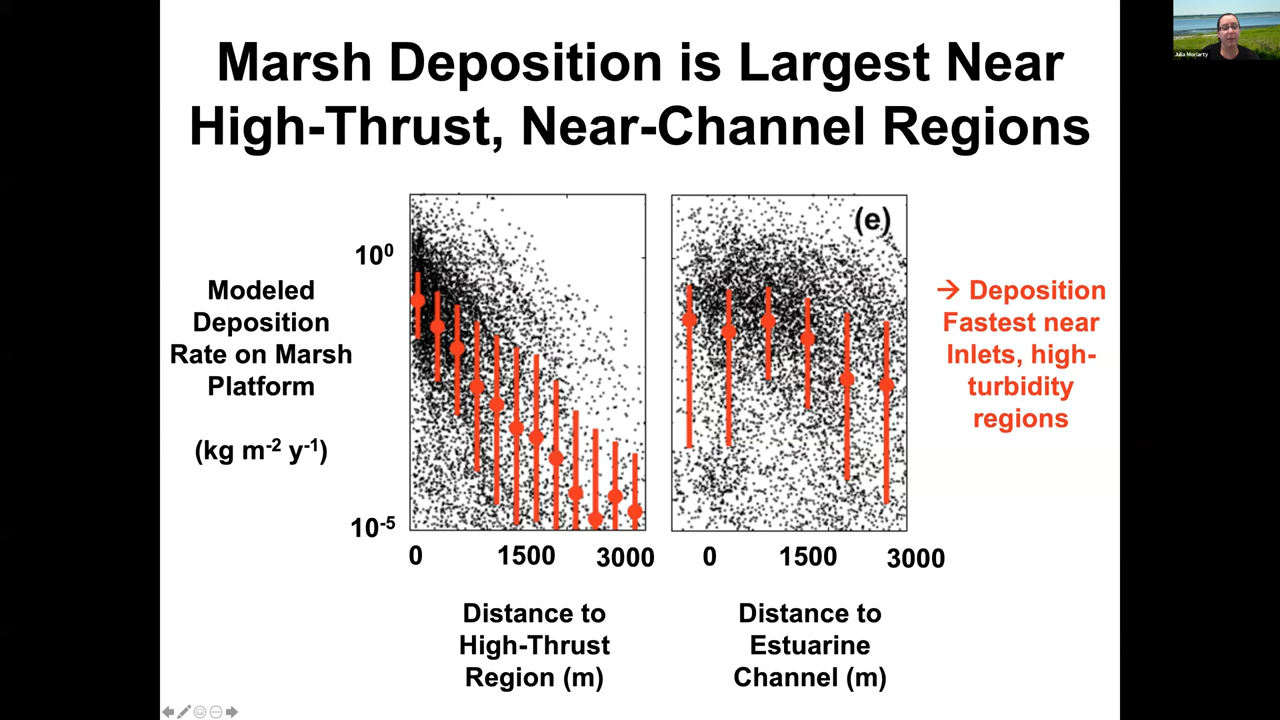 Marsh Deposition is Largest Near
High-Thrust, Near-Channel Regions
Julia Moriarty
(e)
10⁰
10⁻⁵
Modeled
Deposition
Rate on Marsh
Platform
(kg m⁻² y⁻¹)
→ Deposition
Fastest near
Inlets, high-
turbidity
regions
0 1500 3000
0 1500 3000
Distance to
High-Thrust
Region (m)
Distance to
Estuarine
Channel (m)